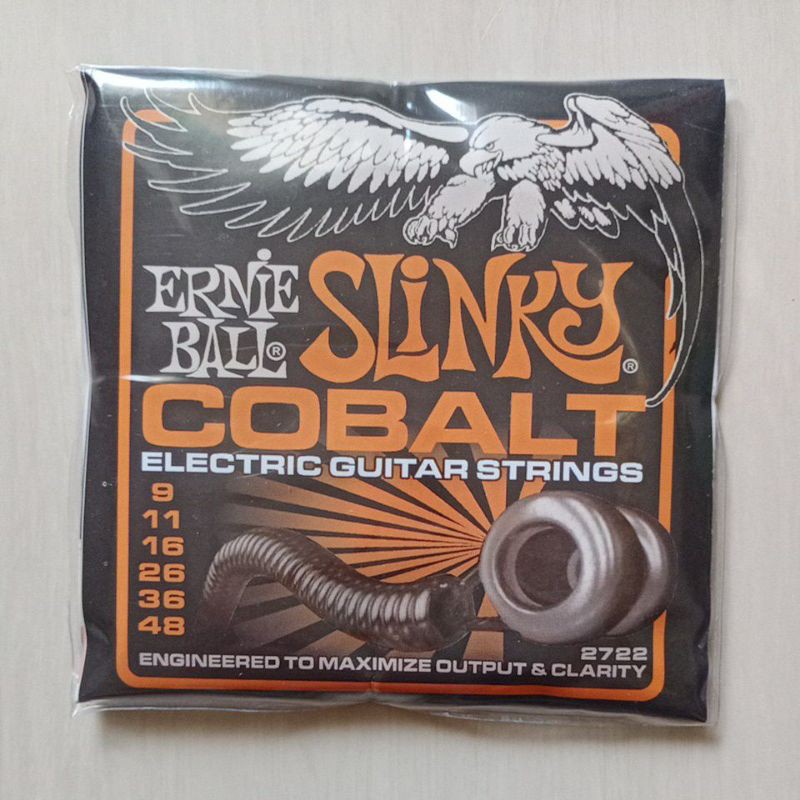 ERNIE
BALL®
SLiNKY®
COBALT
ELECTRIC GUITAR STRINGS
9
11
16
26
36
48
2722
ENGINEERED TO MAXIMIZE OUTPUT & CLARITY